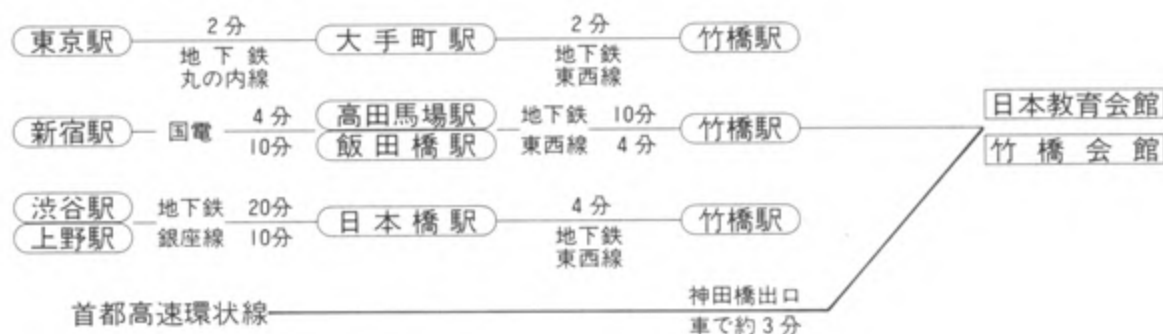 東京駅 2分 大手町駅 2分 竹橋駅
地下鉄 地下鉄
丸の内線 東西線
日本教育会館
新宿駅 国電 4分 高田馬場駅 地下鉄 10分 竹橋駅
10分 飯田橋駅 東西線 4分
竹橋会館
渋谷駅 地下鉄 20分 日本橋駅 4分 竹橋駅
上野駅 銀座線 10分 地下鉄
東西線
首都高速環状線 神田橋出口
車で約3分